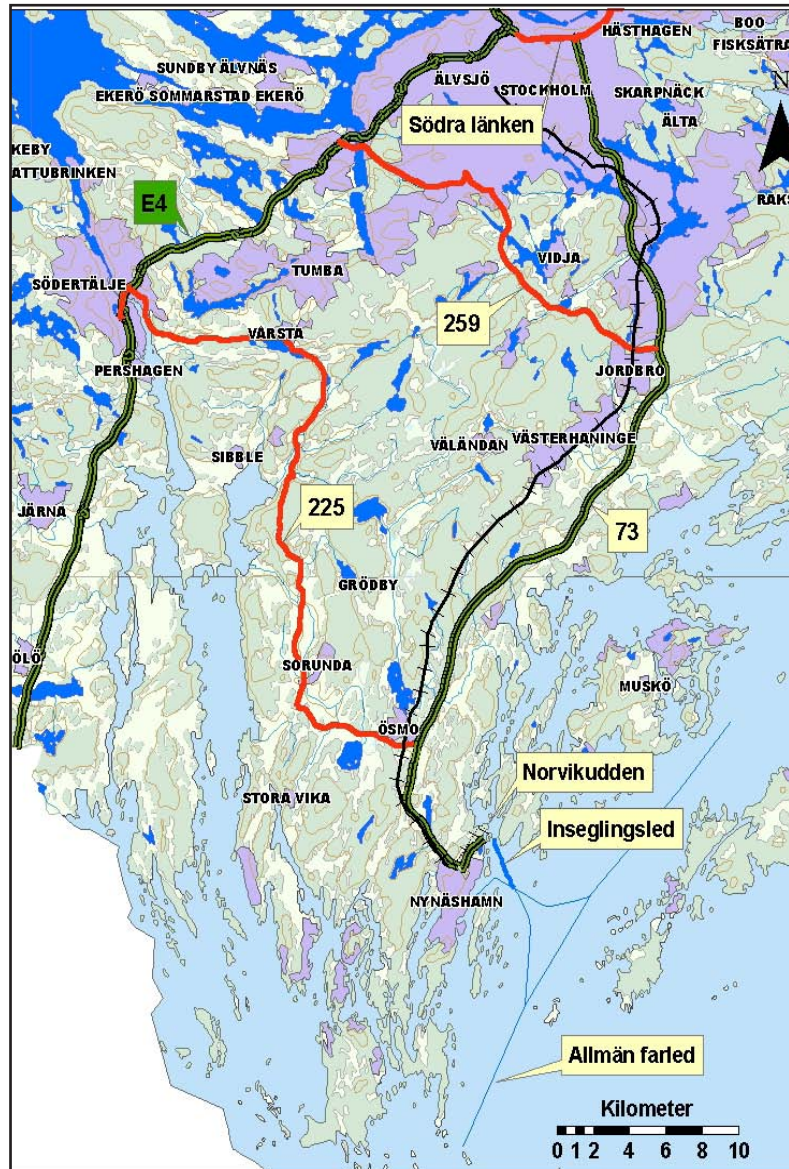 HÄSTHAGEN
BOO
FISKSÄTRA
SUNDBY ÄLVNÄS
EKERÖ SOMMARSTAD EKERÖ
ÄLVSJÖ
STOCKHOLM
SKARPNÄCK
ÄLTA
N
Södra länken
KEBY
ATTUBRINKEN
RAKS
E4
VIDJA
TUMBA
SÖDERTÄLJE
259
VÅRSTA
PERSHAGEN
JORDBRO
VÄLÄNDAN
VÄSTERHANINGE
SIBBLE
JÄRNA
225
73
GRÖDBY
ÖLÖ
SORUNDA
MUSKÖ
ÖSMO
Norvikudden
STORA VIKA
Inseglingsled
NYNÄSHAMN
Allmän farled
Kilometer
0 1 2 4 6 8 10